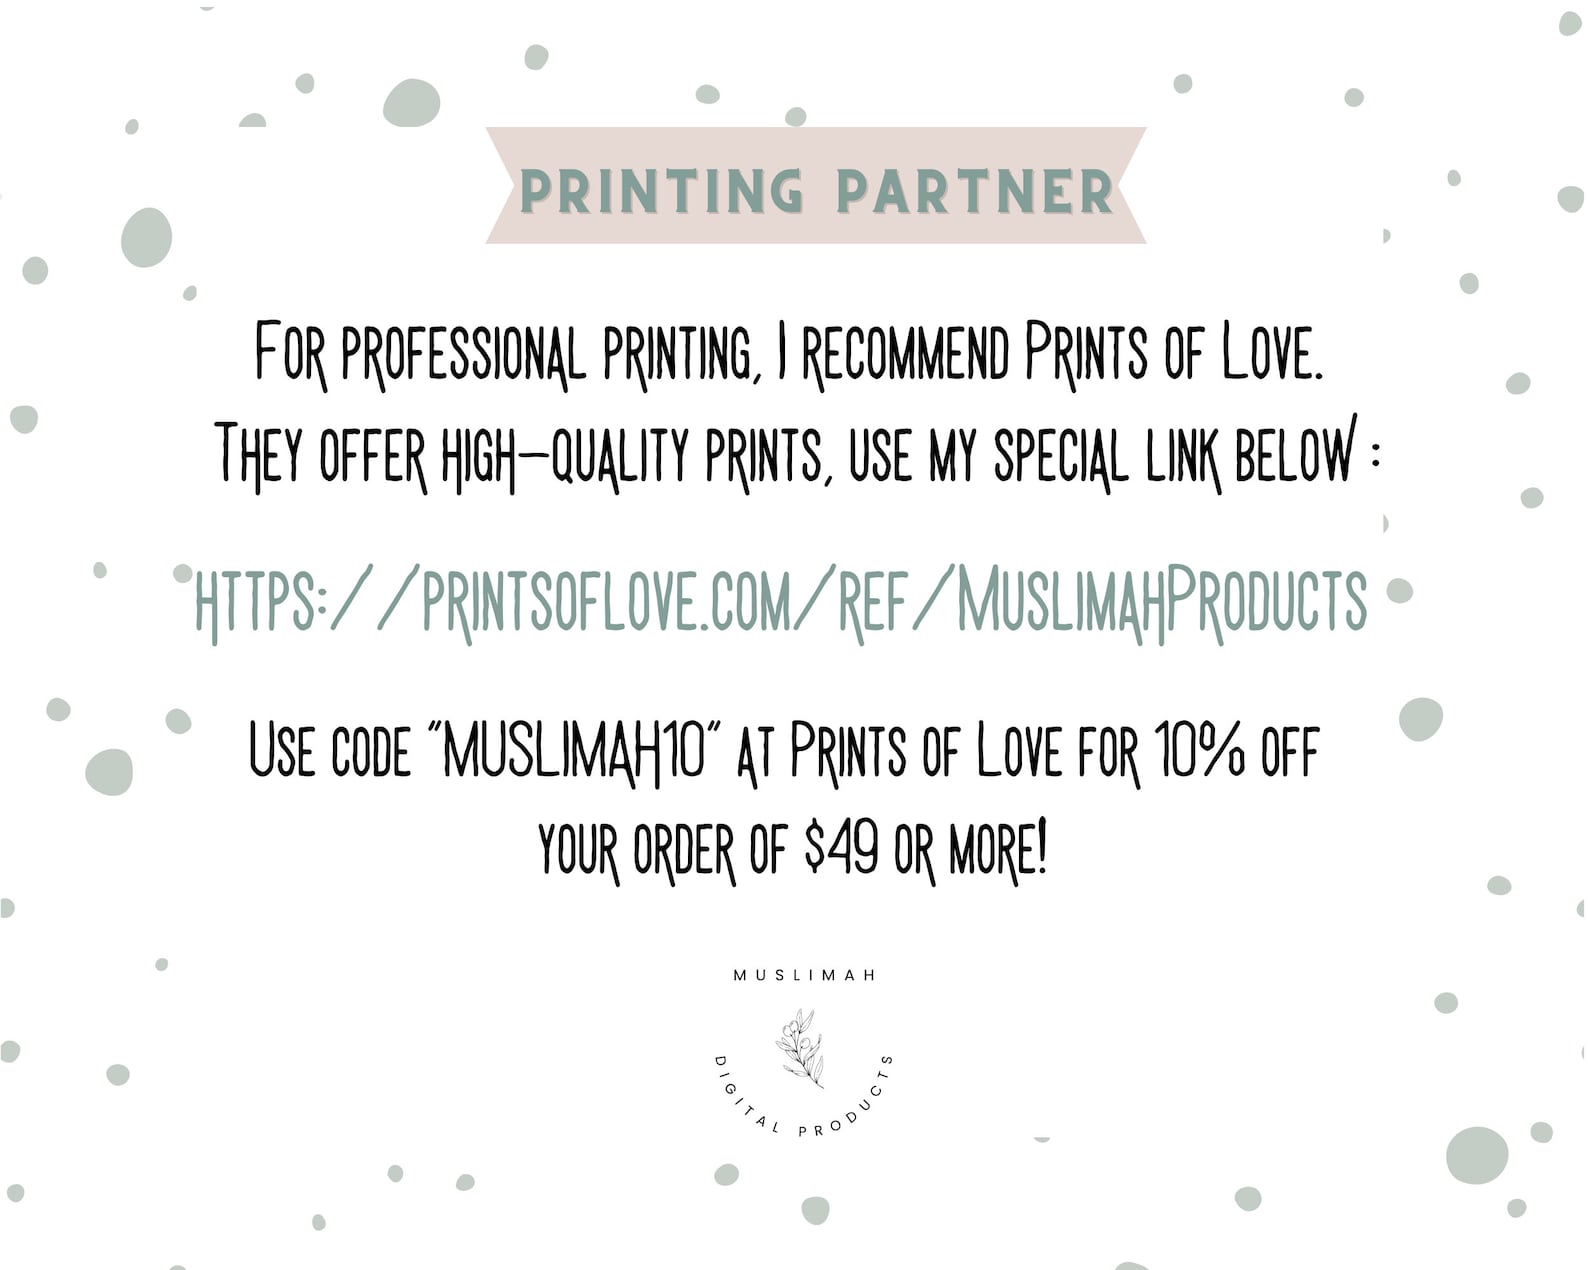 PRINTING PARTNER
For professional printing, I recommend Prints of Love.
They offer high-quality prints, use my special link below :
https://printsoflove.com/ref/MuslimahProducts
Use code "MUSLIMAH10" at Prints of Love for 10% off
your order of $49 or more!
MUSLIMAH
DIGITAL PRODUCTS